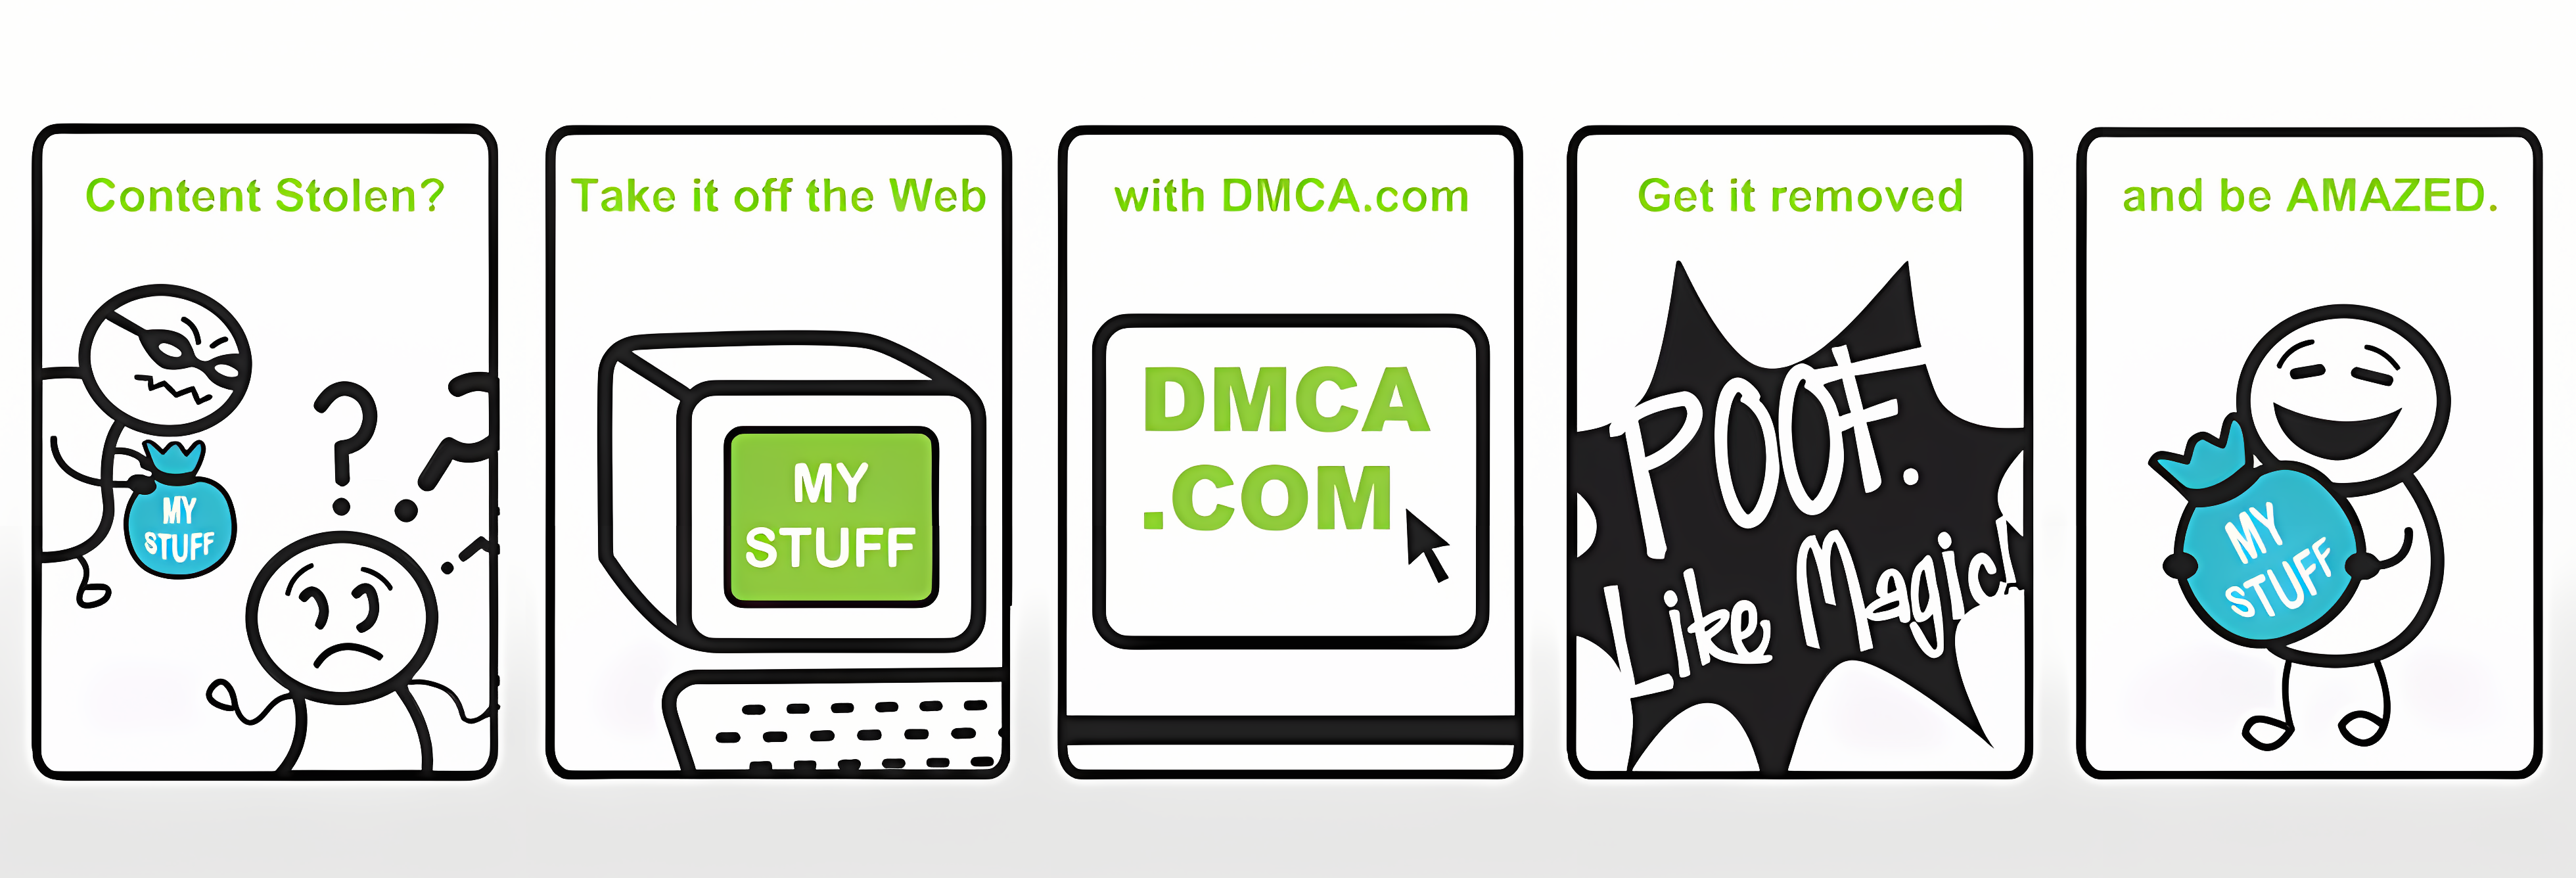 Content Stolen?
MY
STUFF
Take it off the Web
MY
STUFF
with DMCA.com
DMCA
.COM
Get it removed
POOF.
Like Magic!
and be AMAZED.
MY
STUFF